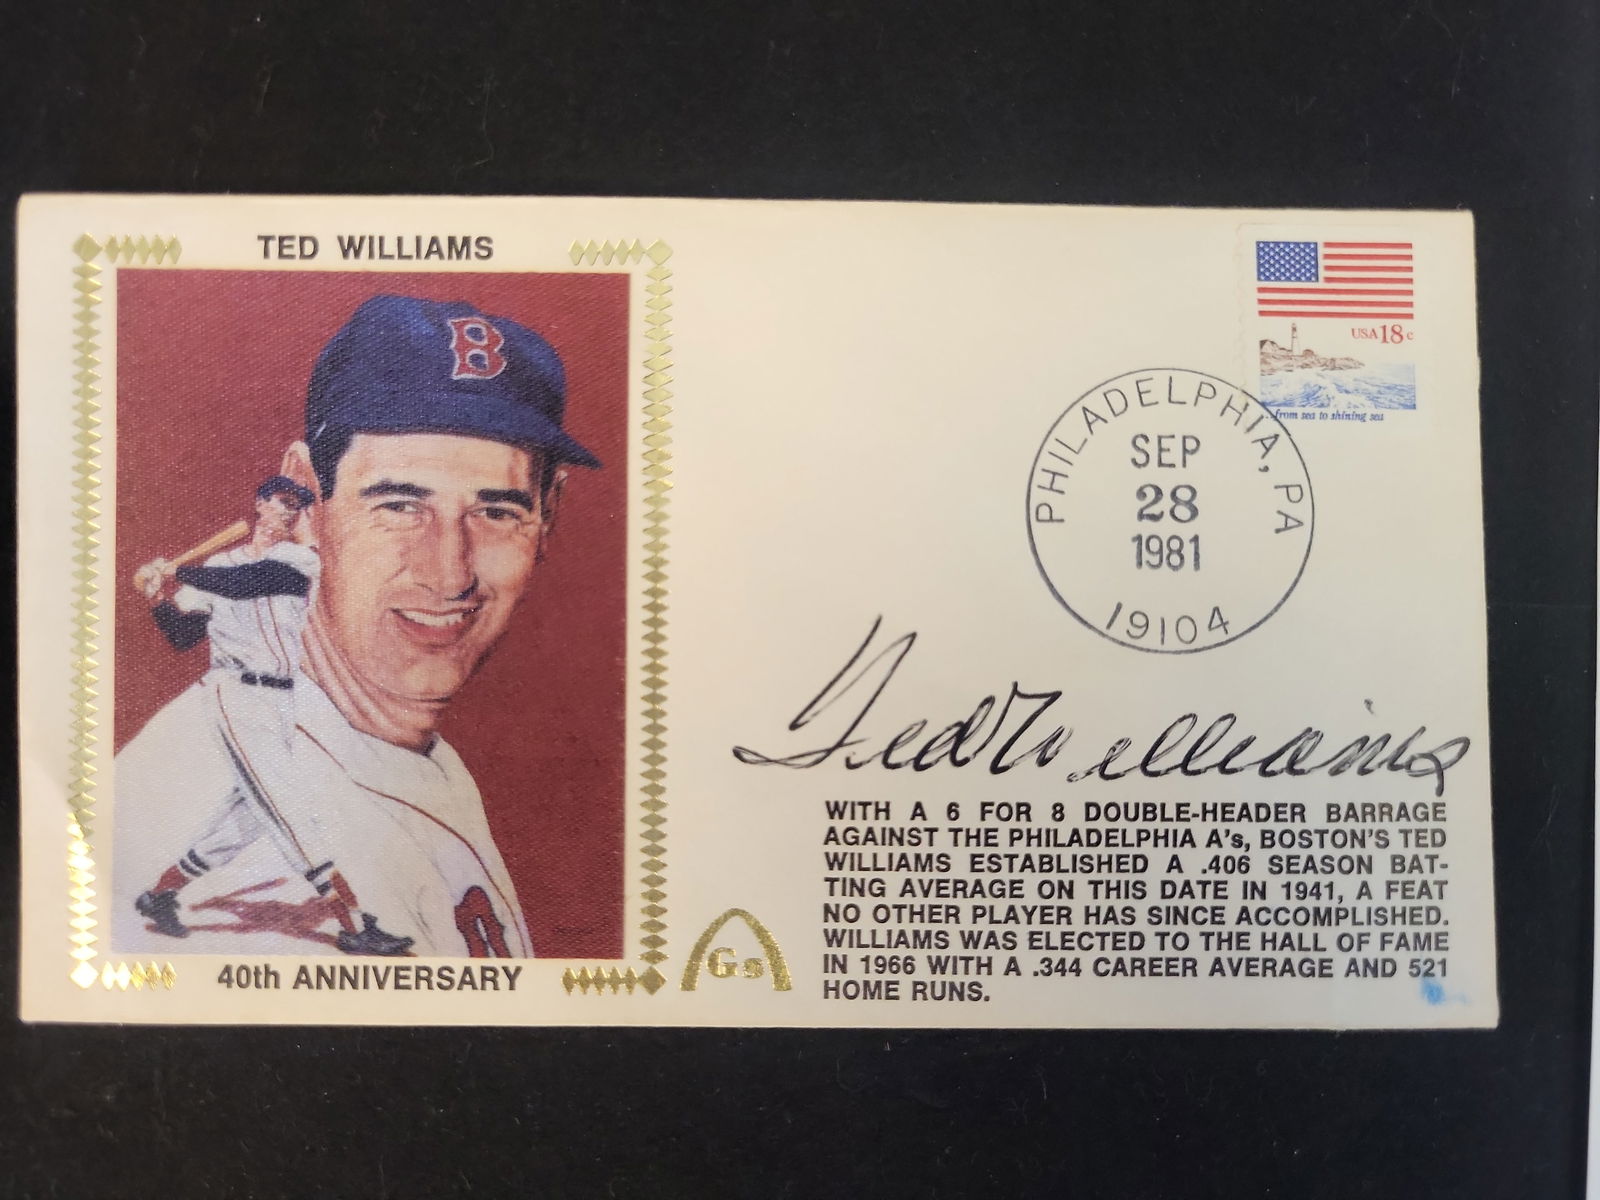 TED WILLIAMS
B
40th ANNIVERSARY
Gs
USA 18c
...from sea to shining sea
PHILADELPHIA, PA
SEP
28
1981
19104
Ted Williams
WITH A 6 FOR 8 DOUBLE-HEADER BARRAGE
AGAINST THE PHILADELPHIA A's, BOSTON'S TED
WILLIAMS ESTABLISHED A .406 SEASON BAT-
TING AVERAGE ON THIS DATE IN 1941, A FEAT
NO OTHER PLAYER HAS SINCE ACCOMPLISHED.
WILLIAMS WAS ELECTED TO THE HALL OF FAME
IN 1966 WITH A .344 CAREER AVERAGE AND 521
HOME RUNS.